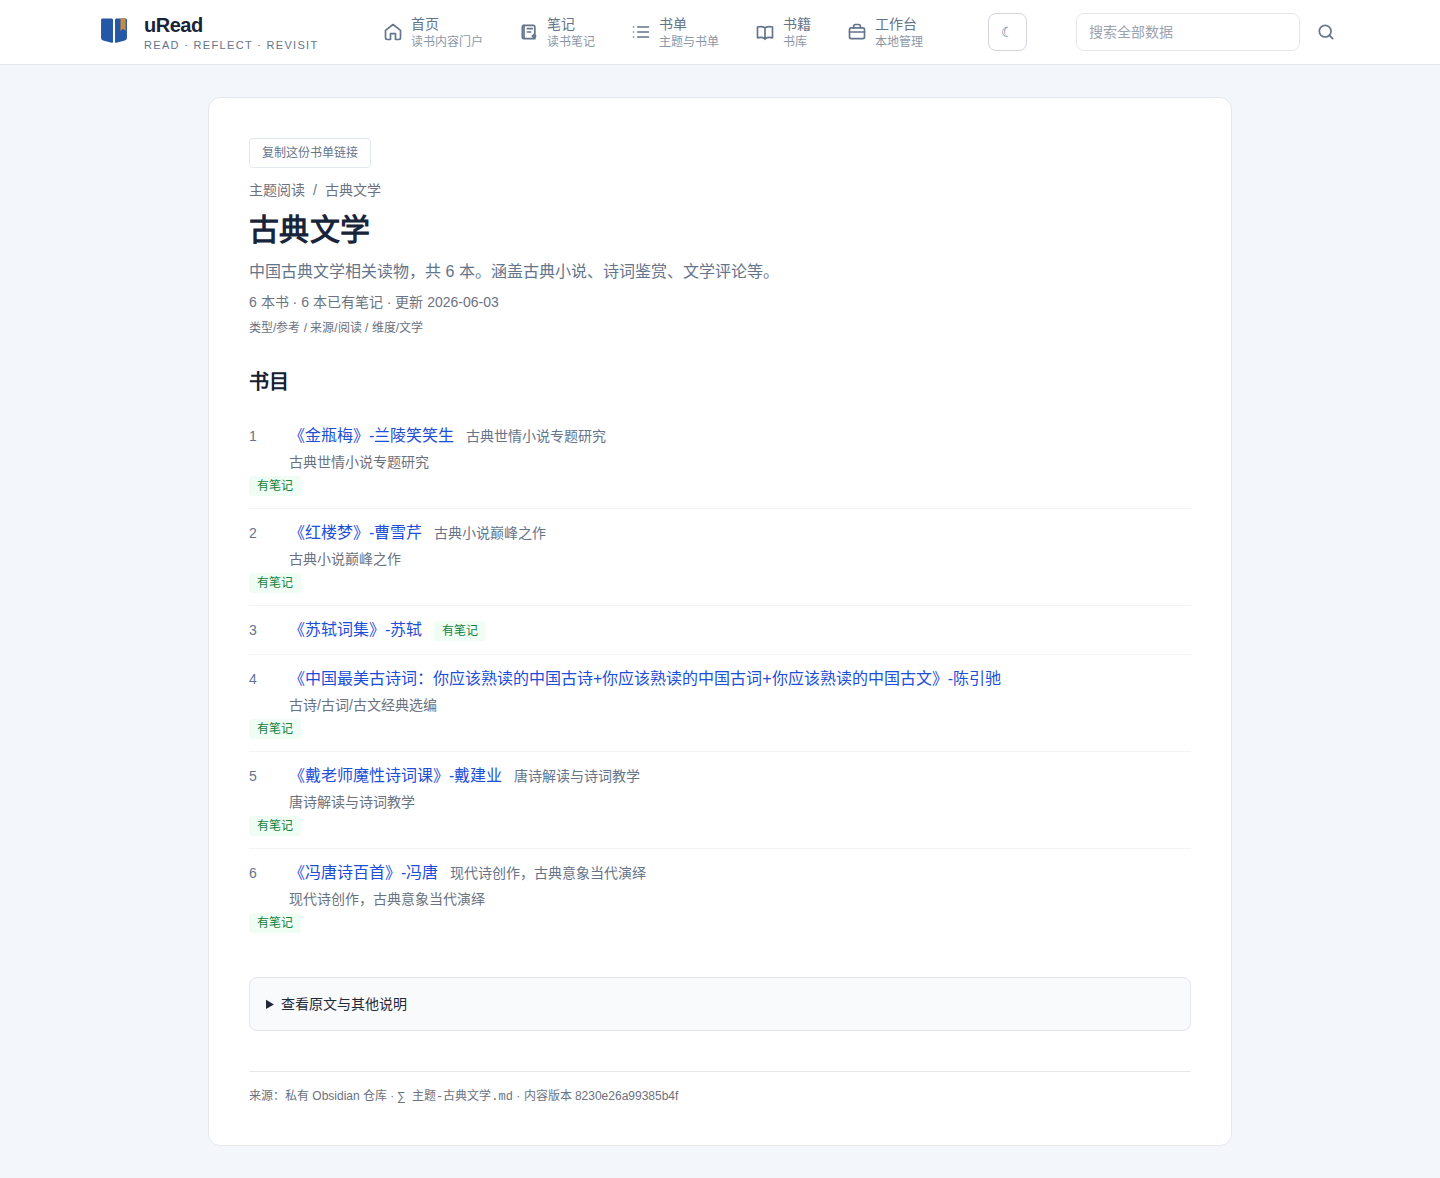 uRead
READ · REFLECT · REVISIT
首页
读书内容门户
笔记
读书笔记
书单
主题与书单
书籍
书库
工作台
本地管理
搜索全部数据
复制这份书单链接
主题阅读 / 古典文学
古典文学
中国古典文学相关读物，共 6 本。涵盖古典小说、诗词鉴赏、文学评论等。
6 本书 · 6 本已有笔记 · 更新 2026-06-03
类型/参考 / 来源/阅读 / 维度/文学
书目
1 《金瓶梅》-兰陵笑笑生 古典世情小说专题研究
古典世情小说专题研究
有笔记
2 《红楼梦》-曹雪芹 古典小说巅峰之作
古典小说巅峰之作
有笔记
3 《苏轼词集》-苏轼 有笔记
4 《中国最美古诗词：你应该熟读的中国古诗+你应该熟读的中国古词+你应该熟读的中国古文》-陈引驰
古诗/古词/古文经典选编
有笔记
5 《戴老师魔性诗词课》-戴建业 唐诗解读与诗词教学
唐诗解读与诗词教学
有笔记
6 《冯唐诗百首》-冯唐 现代诗创作，古典意象当代演绎
现代诗创作，古典意象当代演绎
有笔记
查看原文与其他说明
来源：私有 Obsidian 仓库 · ∑ 主题-古典文学.md · 内容版本 8230e26a99385b4f